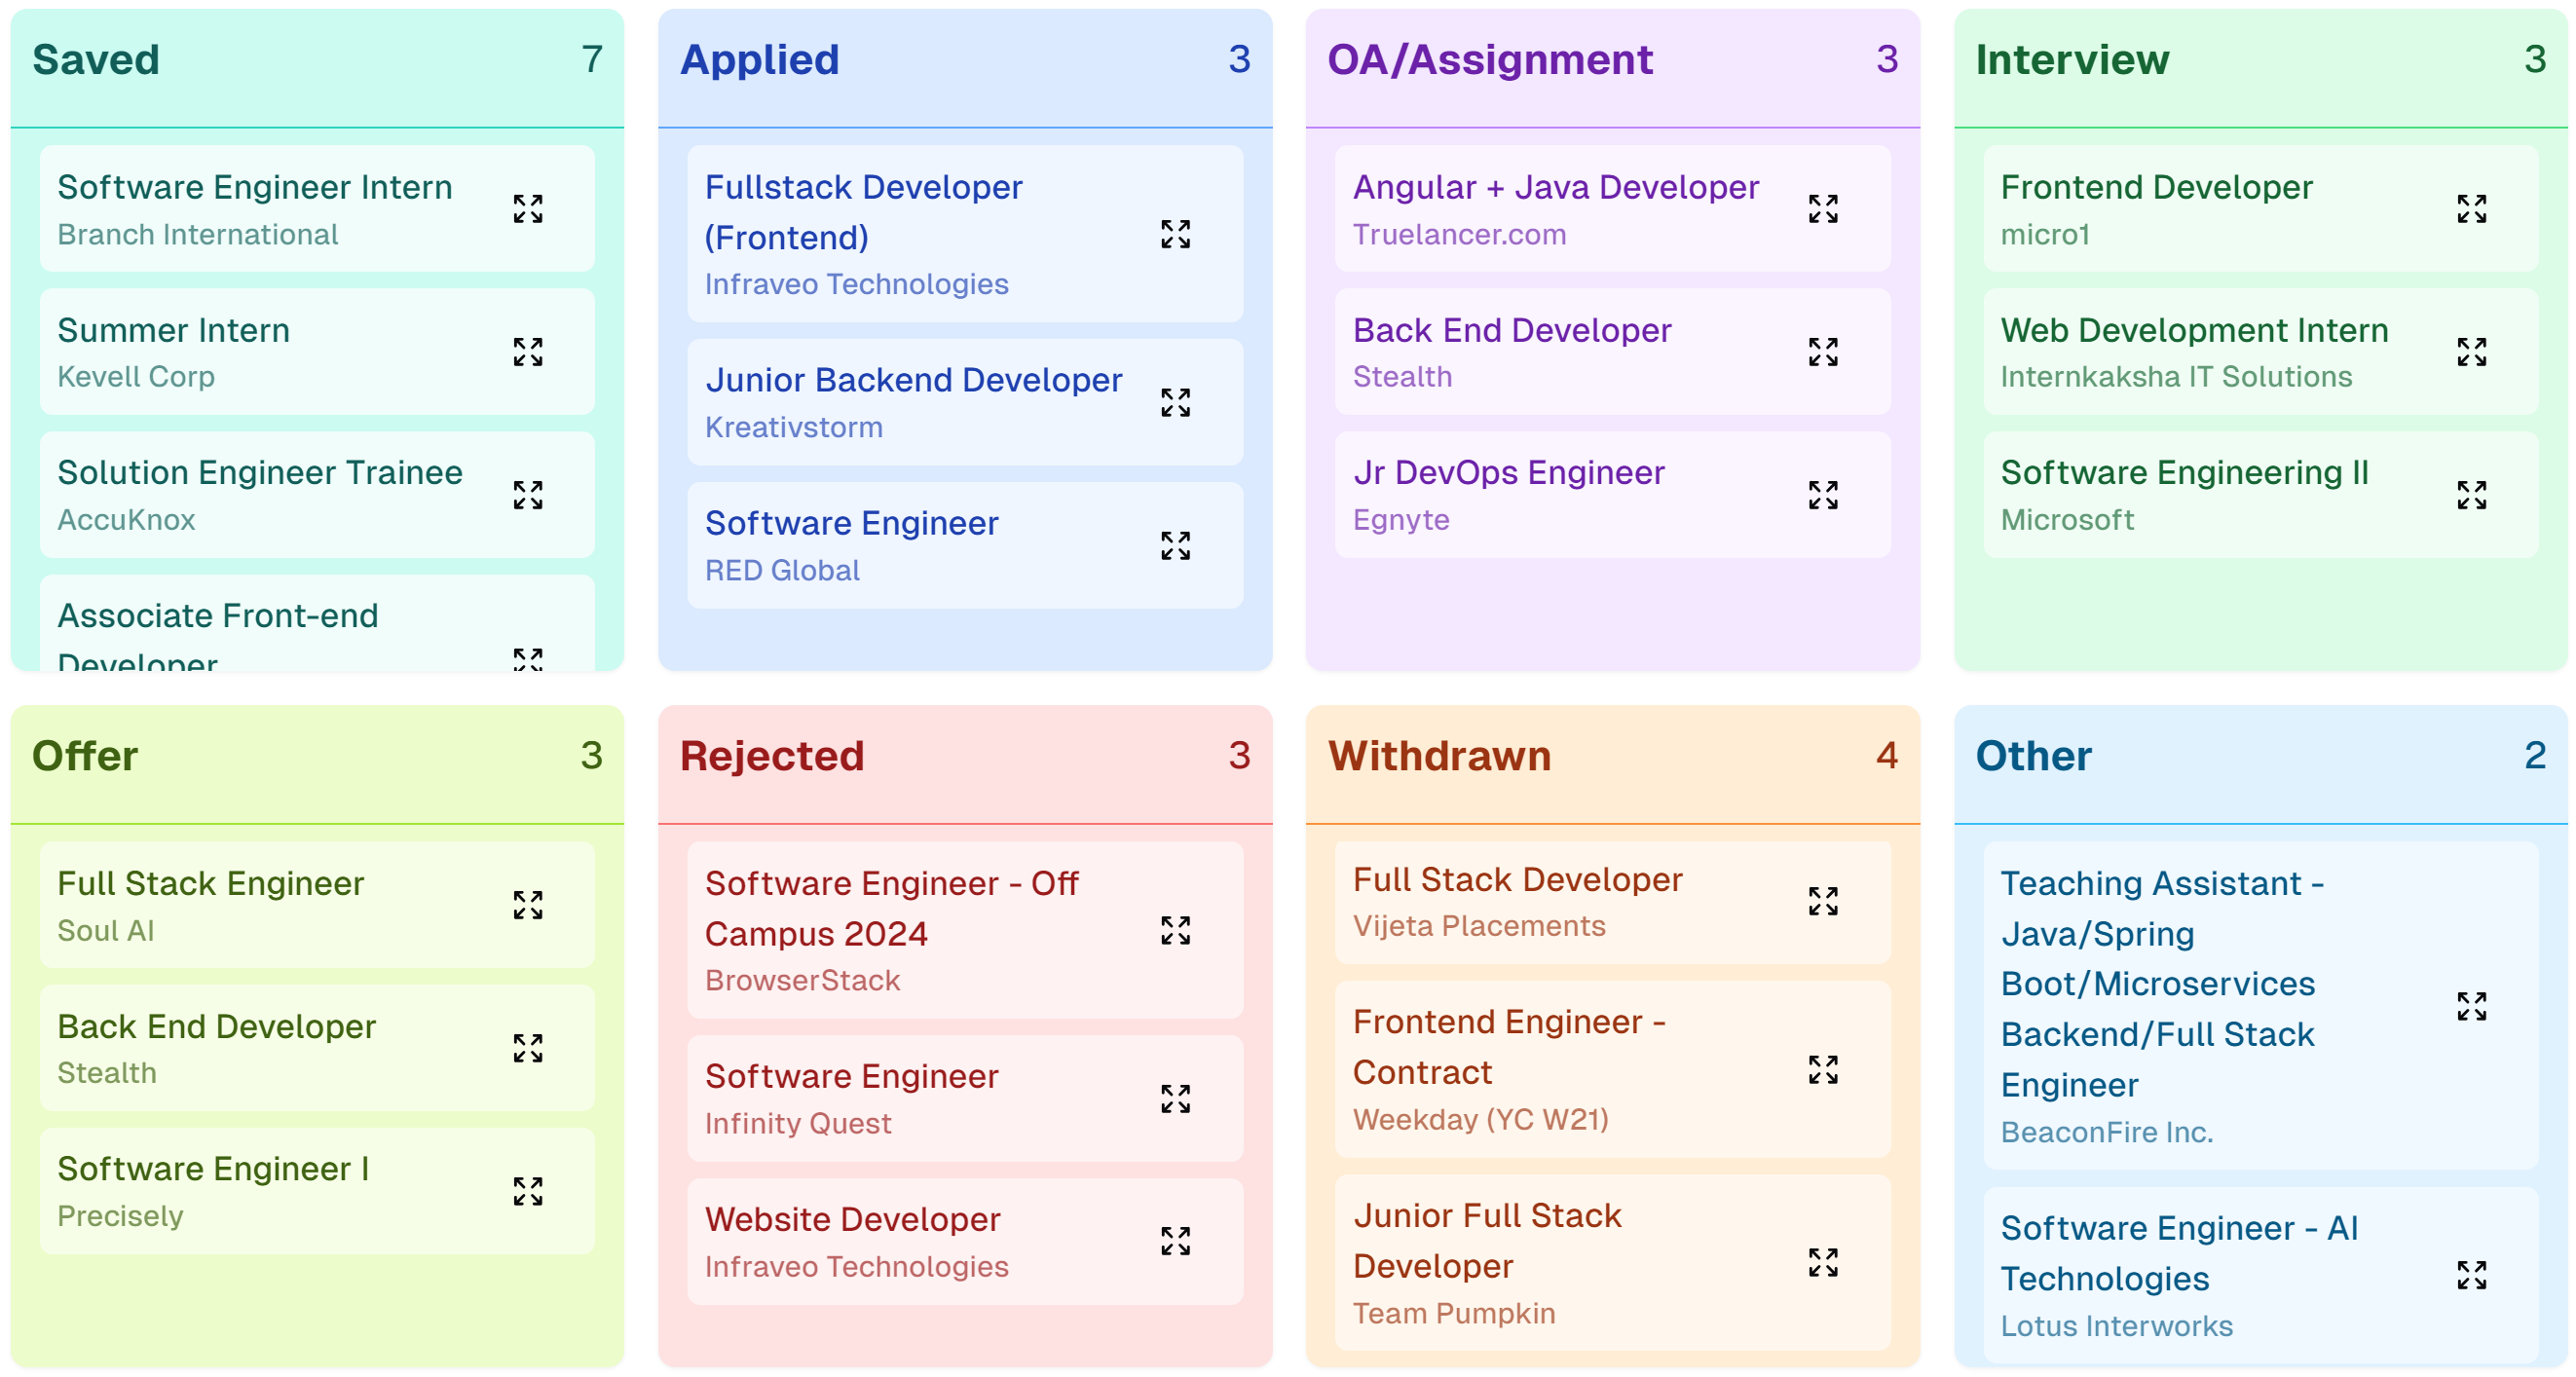 Saved 7
Software Engineer Intern
Branch International
Summer Intern
Kevell Corp
Solution Engineer Trainee
AccuKnox
Associate Front-end
Developer
Applied 3
Fullstack Developer
(Frontend)
Infraveo Technologies
Junior Backend Developer
Kreativstorm
Software Engineer
RED Global
OA/Assignment 3
Angular + Java Developer
Truelancer.com
Back End Developer
Stealth
Jr DevOps Engineer
Egnyte
Interview 3
Frontend Developer
micro1
Web Development Intern
Internkaksha IT Solutions
Software Engineering II
Microsoft
Offer 3
Full Stack Engineer
Soul AI
Back End Developer
Stealth
Software Engineer I
Precisely
Rejected 3
Software Engineer - Off
Campus 2024
BrowserStack
Software Engineer
Infinity Quest
Website Developer
Infraveo Technologies
Withdrawn 4
Full Stack Developer
Vijeta Placements
Frontend Engineer -
Contract
Weekday (YC W21)
Junior Full Stack
Developer
Team Pumpkin
Other 2
Teaching Assistant -
Java/Spring
Boot/Microservices
Backend/Full Stack
Engineer
BeaconFire Inc.
Software Engineer - AI
Technologies
Lotus Interworks